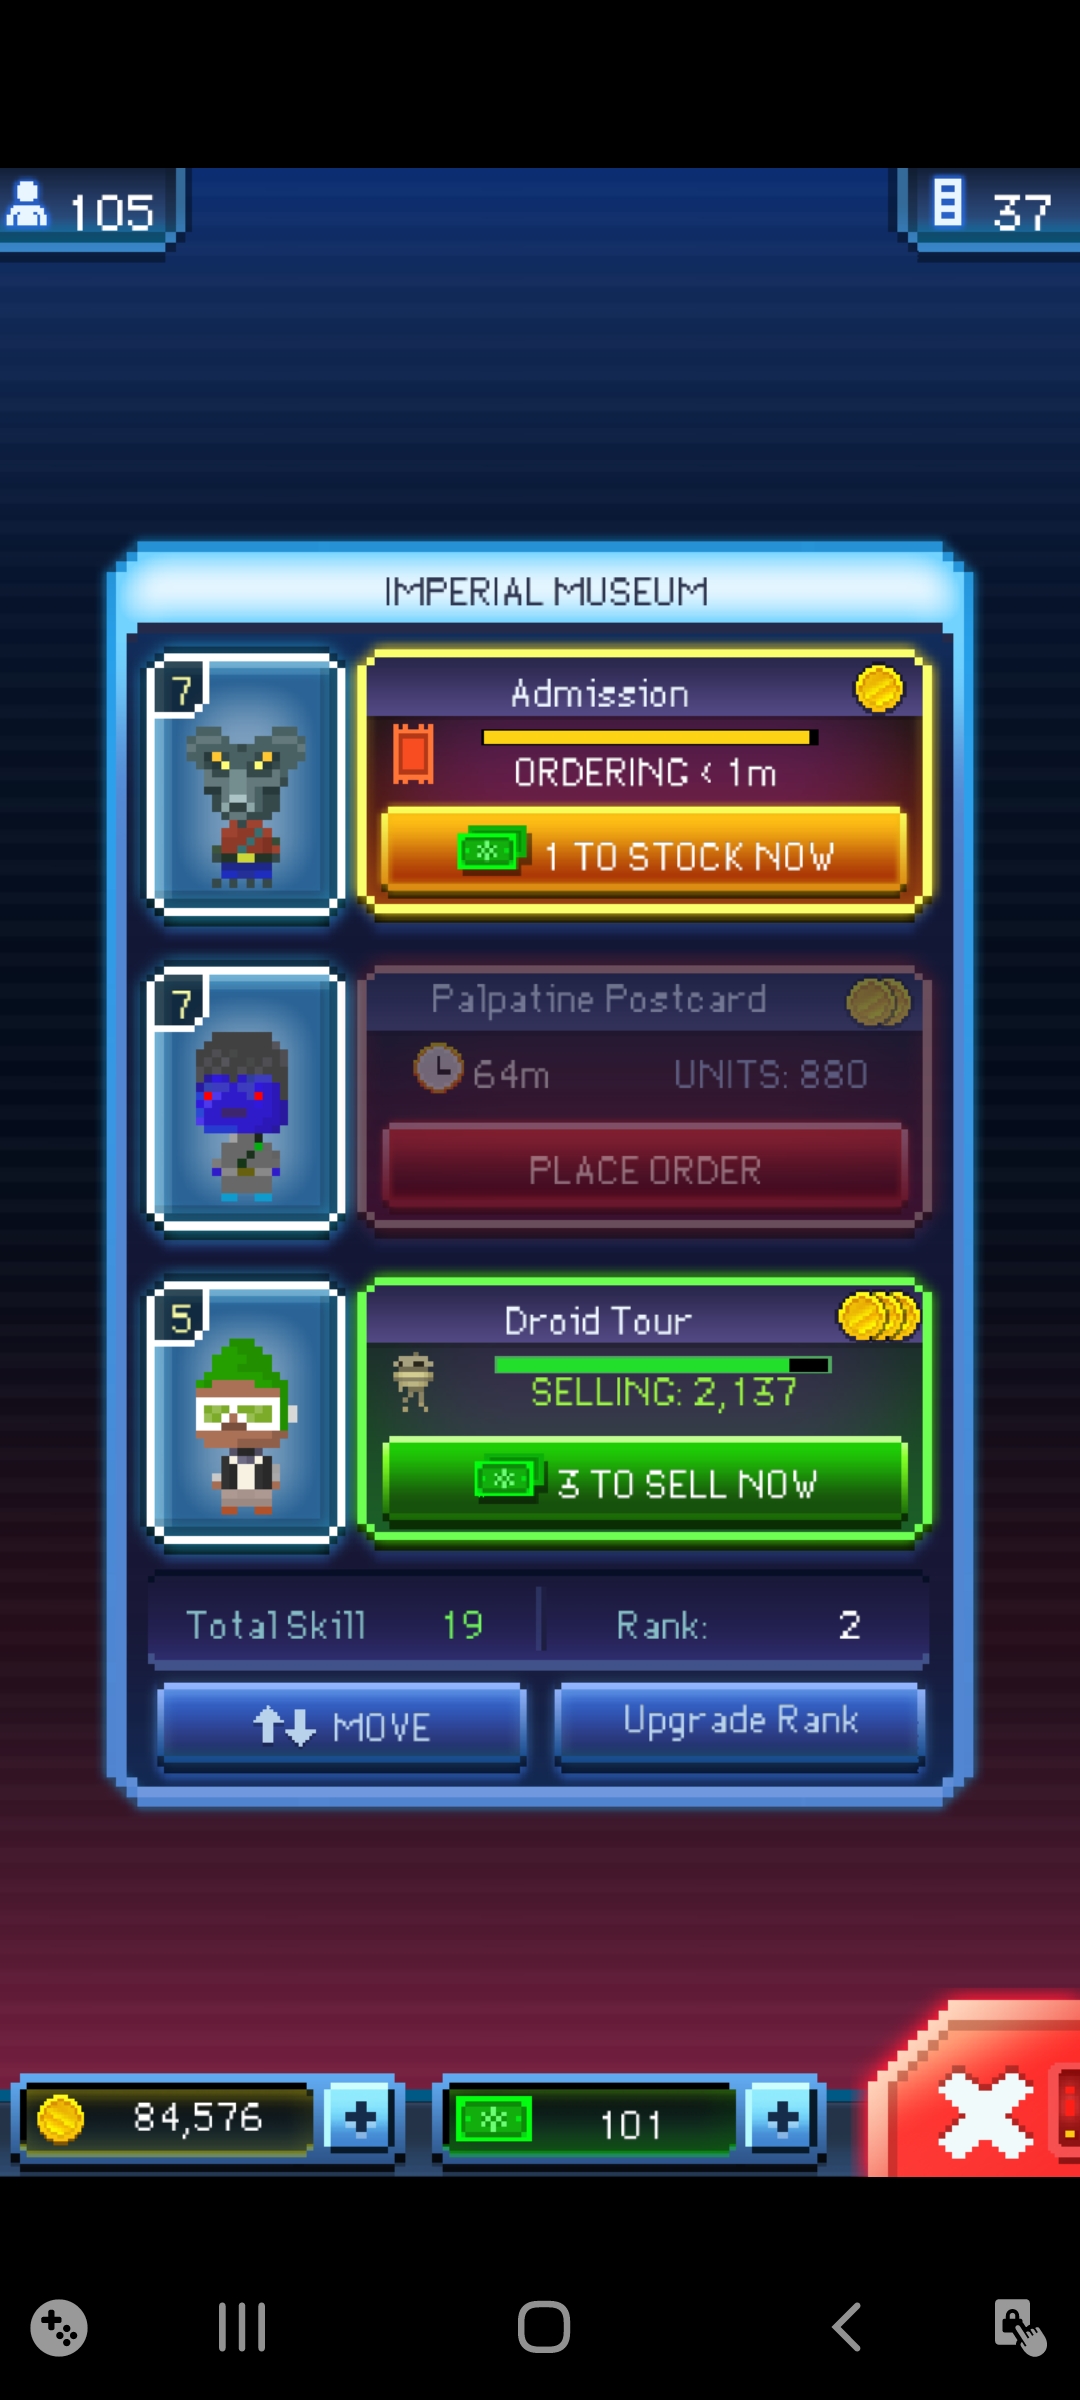 105
37
IMPERIAL MUSEUM
7
Admission
ORDERING < 1m
1 TO STOCK NOW
7
Palpatine Postcard
64m UNITS: 880
PLACE ORDER
5
Droid Tour
SELLING: 2,137
3 TO SELL NOW
Total Skill 19 Rank: 2
MOVE Upgrade Rank
84,576 + 101 +